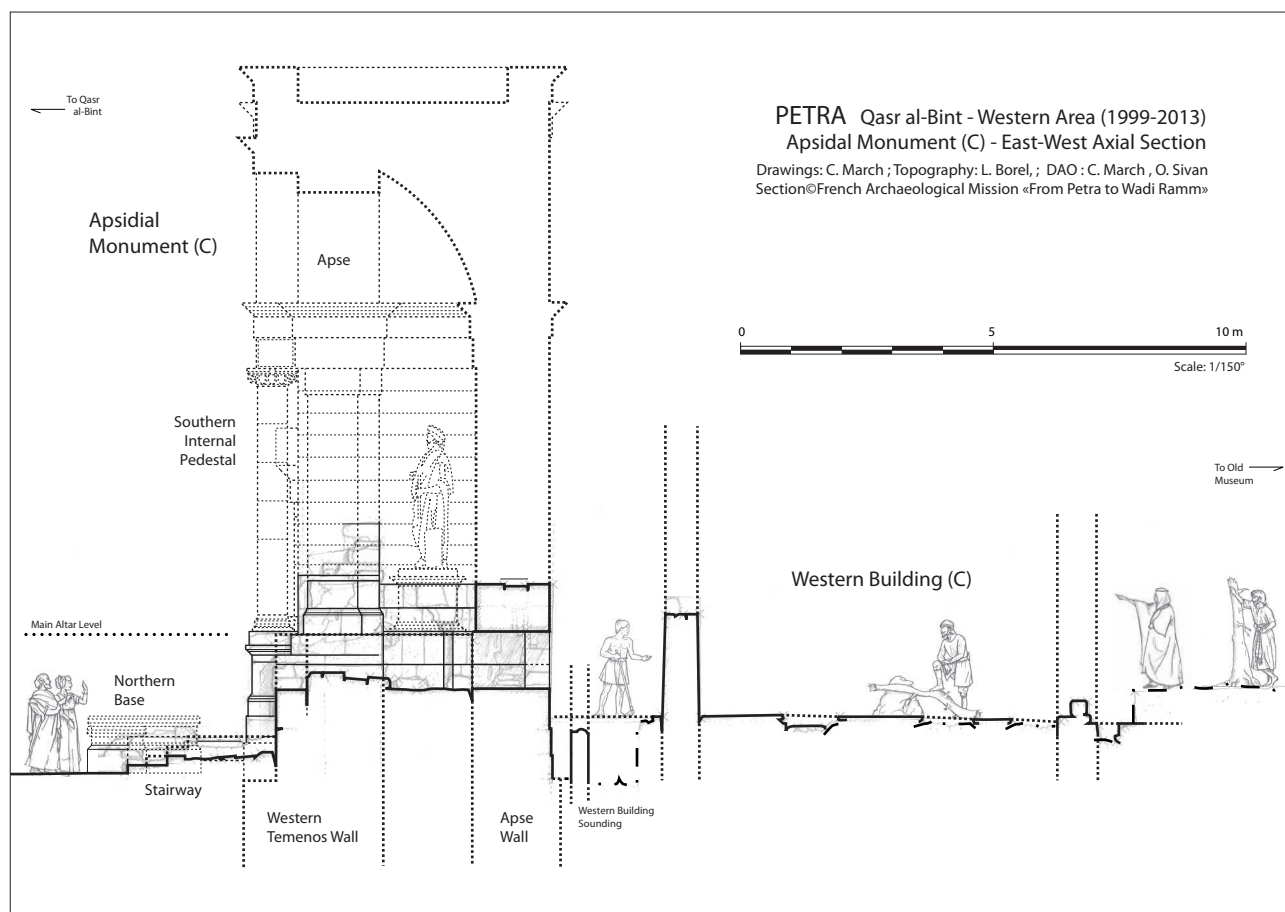 To Qasr
al-Bint
PETRA Qasr al-Bint - Western Area (1999-2013)
Apsidal Monument (C) - East-West Axial Section
Drawings: C. March ; Topography: L. Borel, ; DAO : C. March , O. Sivan
Section©French Archaeological Mission «From Petra to Wadi Ramm»
Apsidial
Monument (C)
Apse
0 5 10 m
Scale: 1/150°
Southern
Internal
Pedestal
To Old
Museum
Western Building (C)
Main Altar Level
Northern
Base
Stairway
Western
Temenos Wall
Apse
Wall
Western Building
Sounding